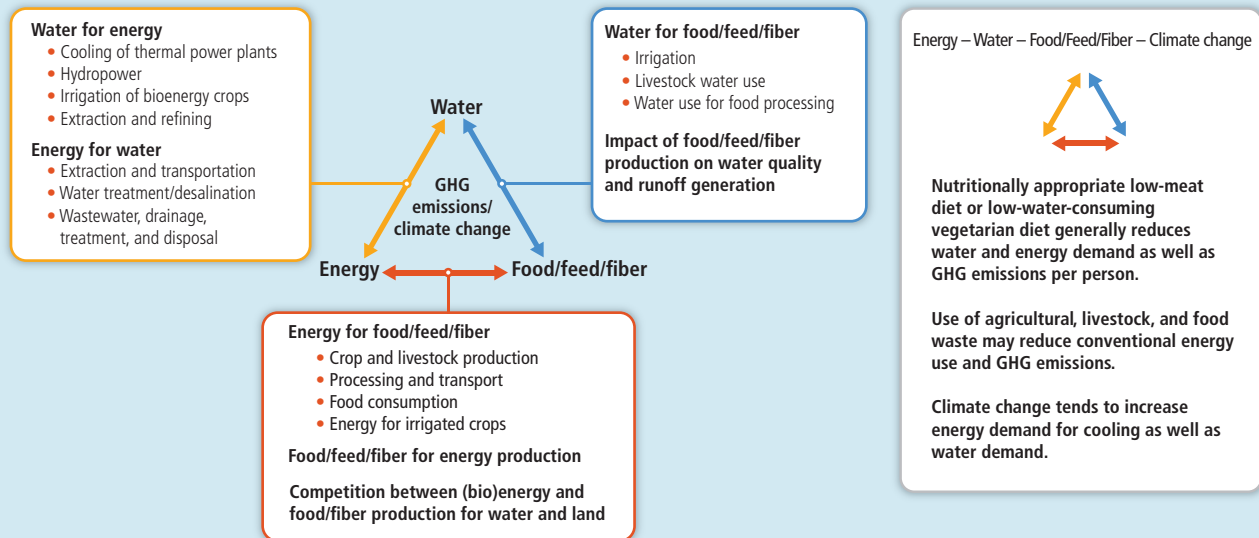 Water for energy
• Cooling of thermal power plants
• Hydropower
• Irrigation of bioenergy crops
• Extraction and refining
Energy for water
• Extraction and transportation
• Water treatment/desalination
• Wastewater, drainage,
treatment, and disposal
Water
GHG
emissions/
climate change
Energy
Food/feed/fiber
Water for food/feed/fiber
• Irrigation
• Livestock water use
• Water use for food processing
Impact of food/feed/fiber
production on water quality
and runoff generation
Energy for food/feed/fiber
• Crop and livestock production
• Processing and transport
• Food consumption
• Energy for irrigated crops
Food/feed/fiber for energy production
Competition between (bio)energy and
food/fiber production for water and land
Energy – Water – Food/Feed/Fiber – Climate change
Nutritionally appropriate low-meat
diet or low-water-consuming
vegetarian diet generally reduces
water and energy demand as well as
GHG emissions per person.
Use of agricultural, livestock, and food
waste may reduce conventional energy
use and GHG emissions.
Climate change tends to increase
energy demand for cooling as well as
water demand.